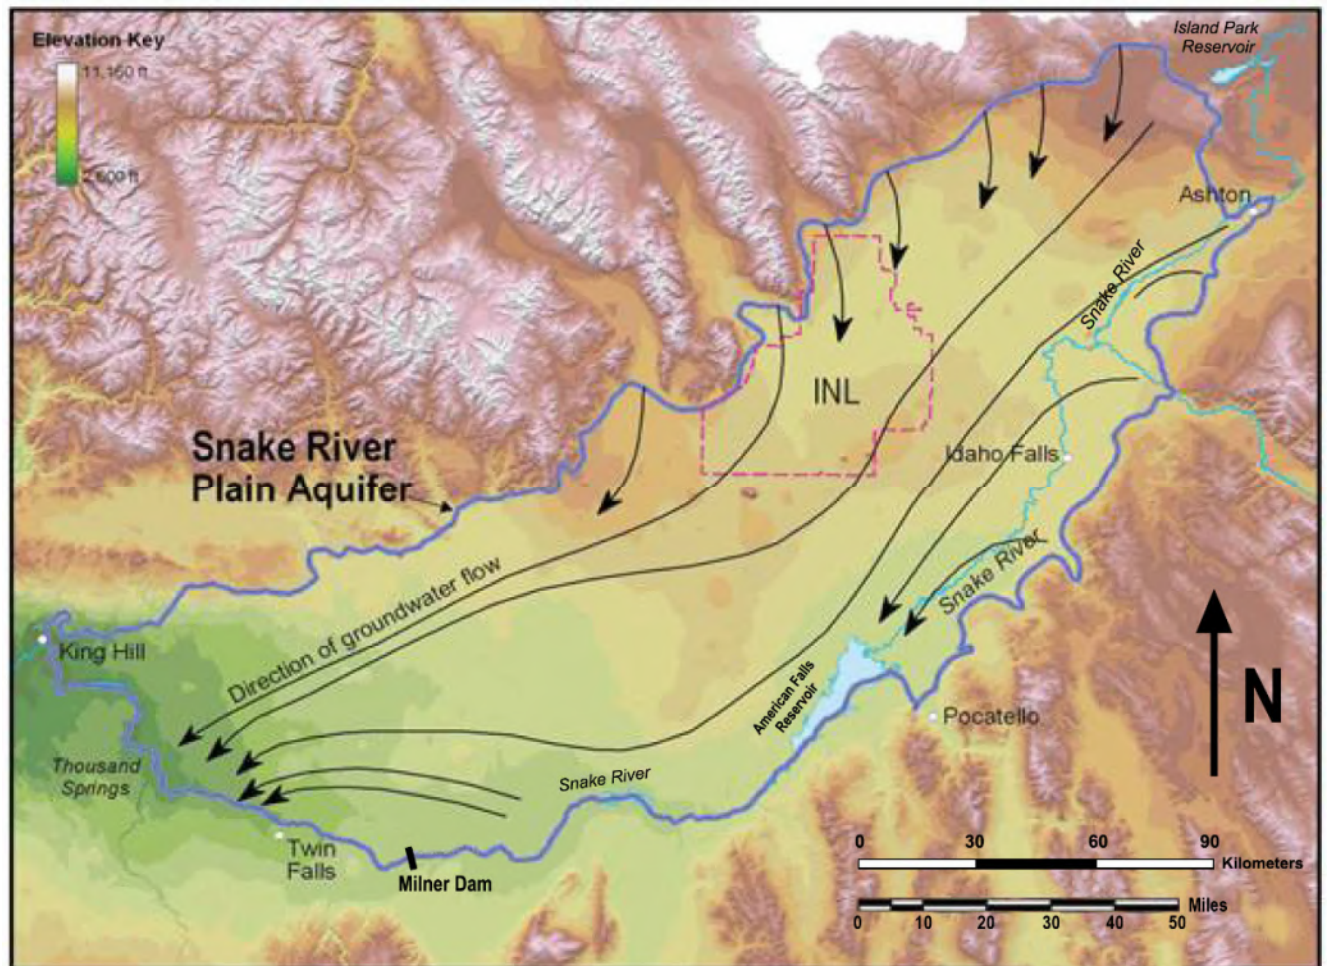 Elevation Key
11,160 ft
2,600 ft
Island Park
Reservoir
Ashton
Snake River
INL
Idaho Falls
Snake River
Plain Aquifer
Snake River
Direction of groundwater flow
King Hill
American Falls
Reservoir
Pocatello
N
Thousand
Springs
Snake River
Twin
Falls
Milner Dam
0 30 60 90
Kilometers
Miles
0 10 20 30 40 50